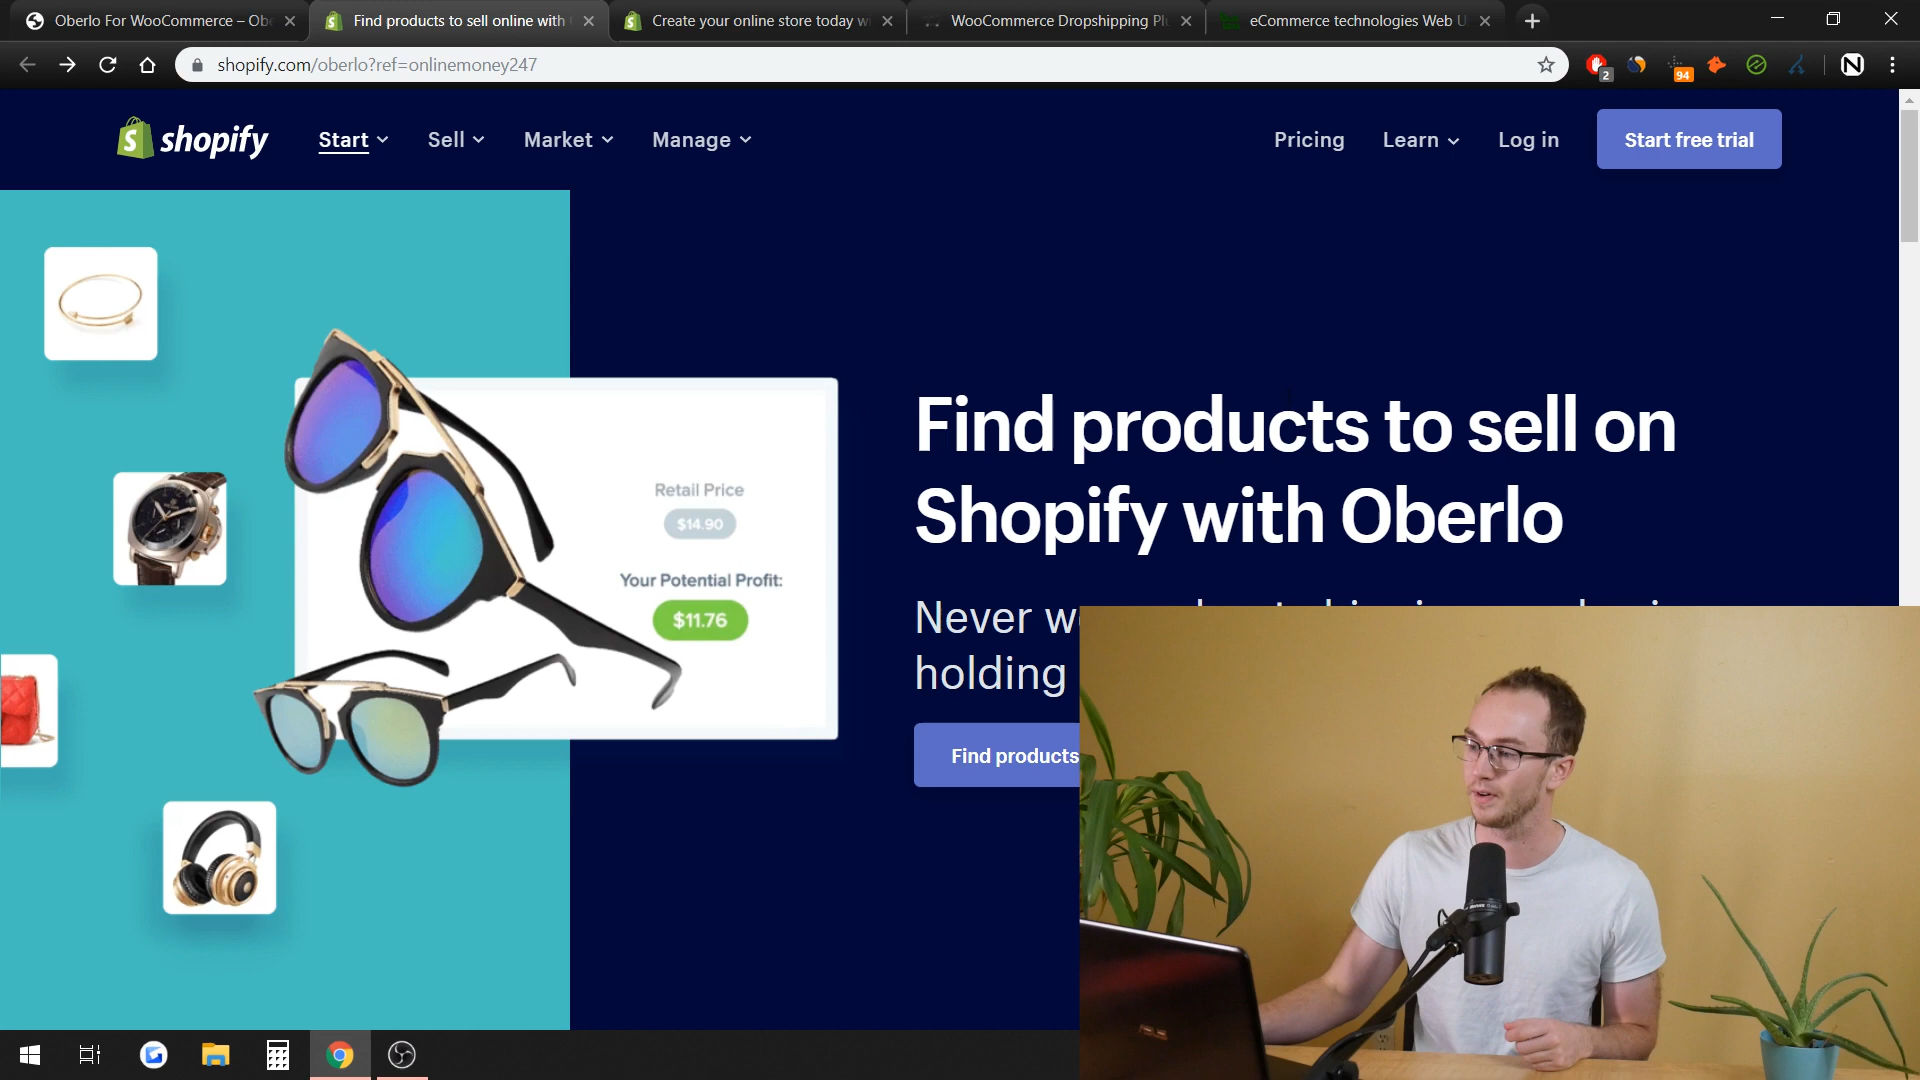 Oberlo For WooCommerce – Obe
Find products to sell online with
Create your online store today w
WooCommerce Dropshipping Pl
eCommerce technologies Web U
shopify.com/oberlo?ref=onlinemoney247
2
94
N
shopify
Start
Sell
Market
Manage
Pricing
Learn
Log in
Start free trial
Retail Price
$14.90
Your Potential Profit:
$11.76
Find products to sell on
Shopify with Oberlo
Never
holding
Find products